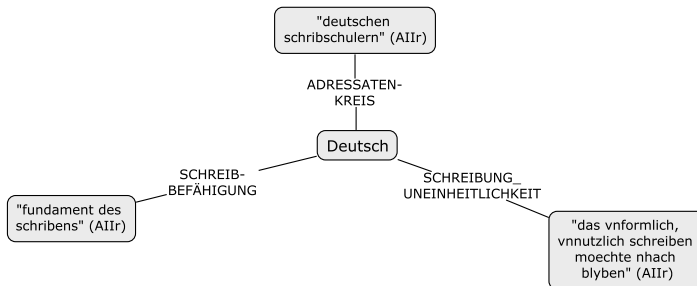 "deutschen
schribschulern" (AIIr)
ADRESSATEN-
KREIS
Deutsch
SCHREIB-
BEFÄHIGUNG
SCHREIBUNG_
UNEINHEITLICHKEIT
"fundament des
schribens" (AIIr)
"das vnformlich,
vnnutzlich schreiben
moechte nhach
blyben" (AIIr)